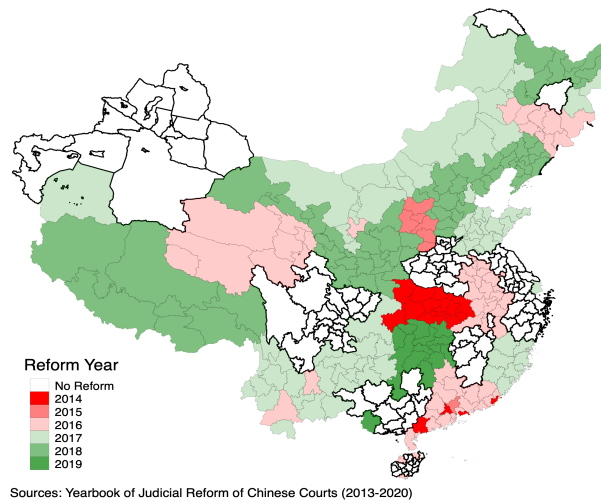 Reform Year
No Reform
2014
2015
2016
2017
2018
2019
Sources: Yearbook of Judicial Reform of Chinese Courts (2013-2020)